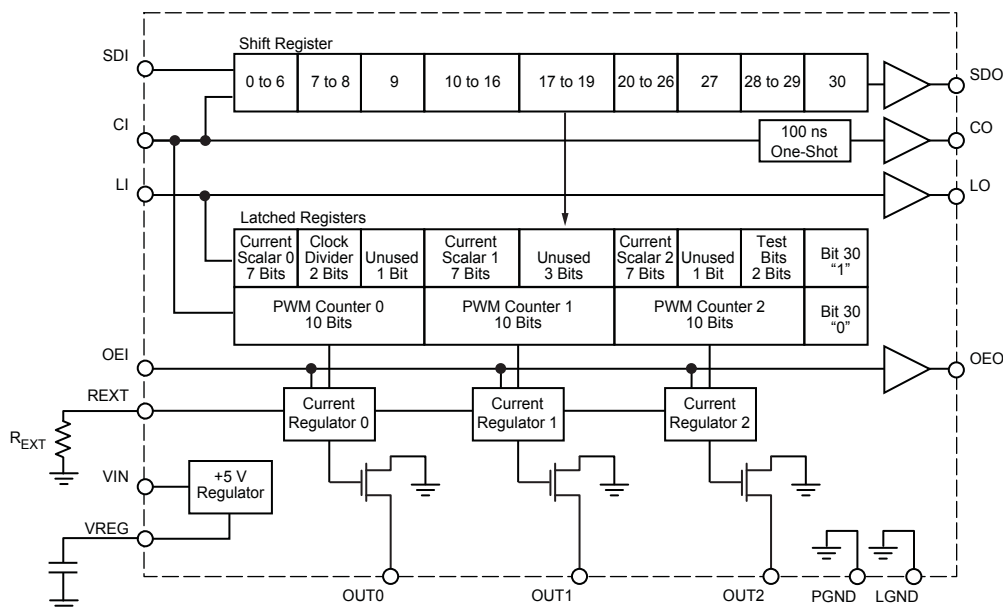 Shift Register
SDI
0 to 6
7 to 8
9
10 to 16
17 to 19
20 to 26
27
28 to 29
30
SDO
CI
100 ns
One-Shot
CO
LI
LO
Latched Registers
Current
Scalar 0
7 Bits
Clock
Divider
2 Bits
Unused
1 Bit
Current
Scalar 1
7 Bits
Unused
3 Bits
Current
Scalar 2
7 Bits
Unused
1 Bit
Test
Bits
2 Bits
Bit 30
“1”
PWM Counter 0
10 Bits
PWM Counter 1
10 Bits
PWM Counter 2
10 Bits
Bit 30
“0”
OEI
OEO
REXT
Current
Regulator 0
Current
Regulator 1
Current
Regulator 2
REXT
VIN
+5 V
Regulator
VREG
OUT0
OUT1
OUT2
PGND
LGND